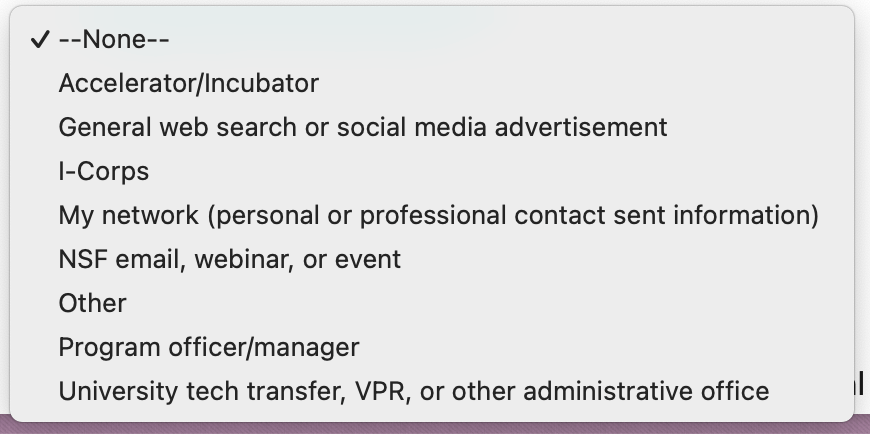 ✓ --None--
Accelerator/Incubator
General web search or social media advertisement
I-Corps
My network (personal or professional contact sent information)
NSF email, webinar, or event
Other
Program officer/manager
University tech transfer, VPR, or other administrative office